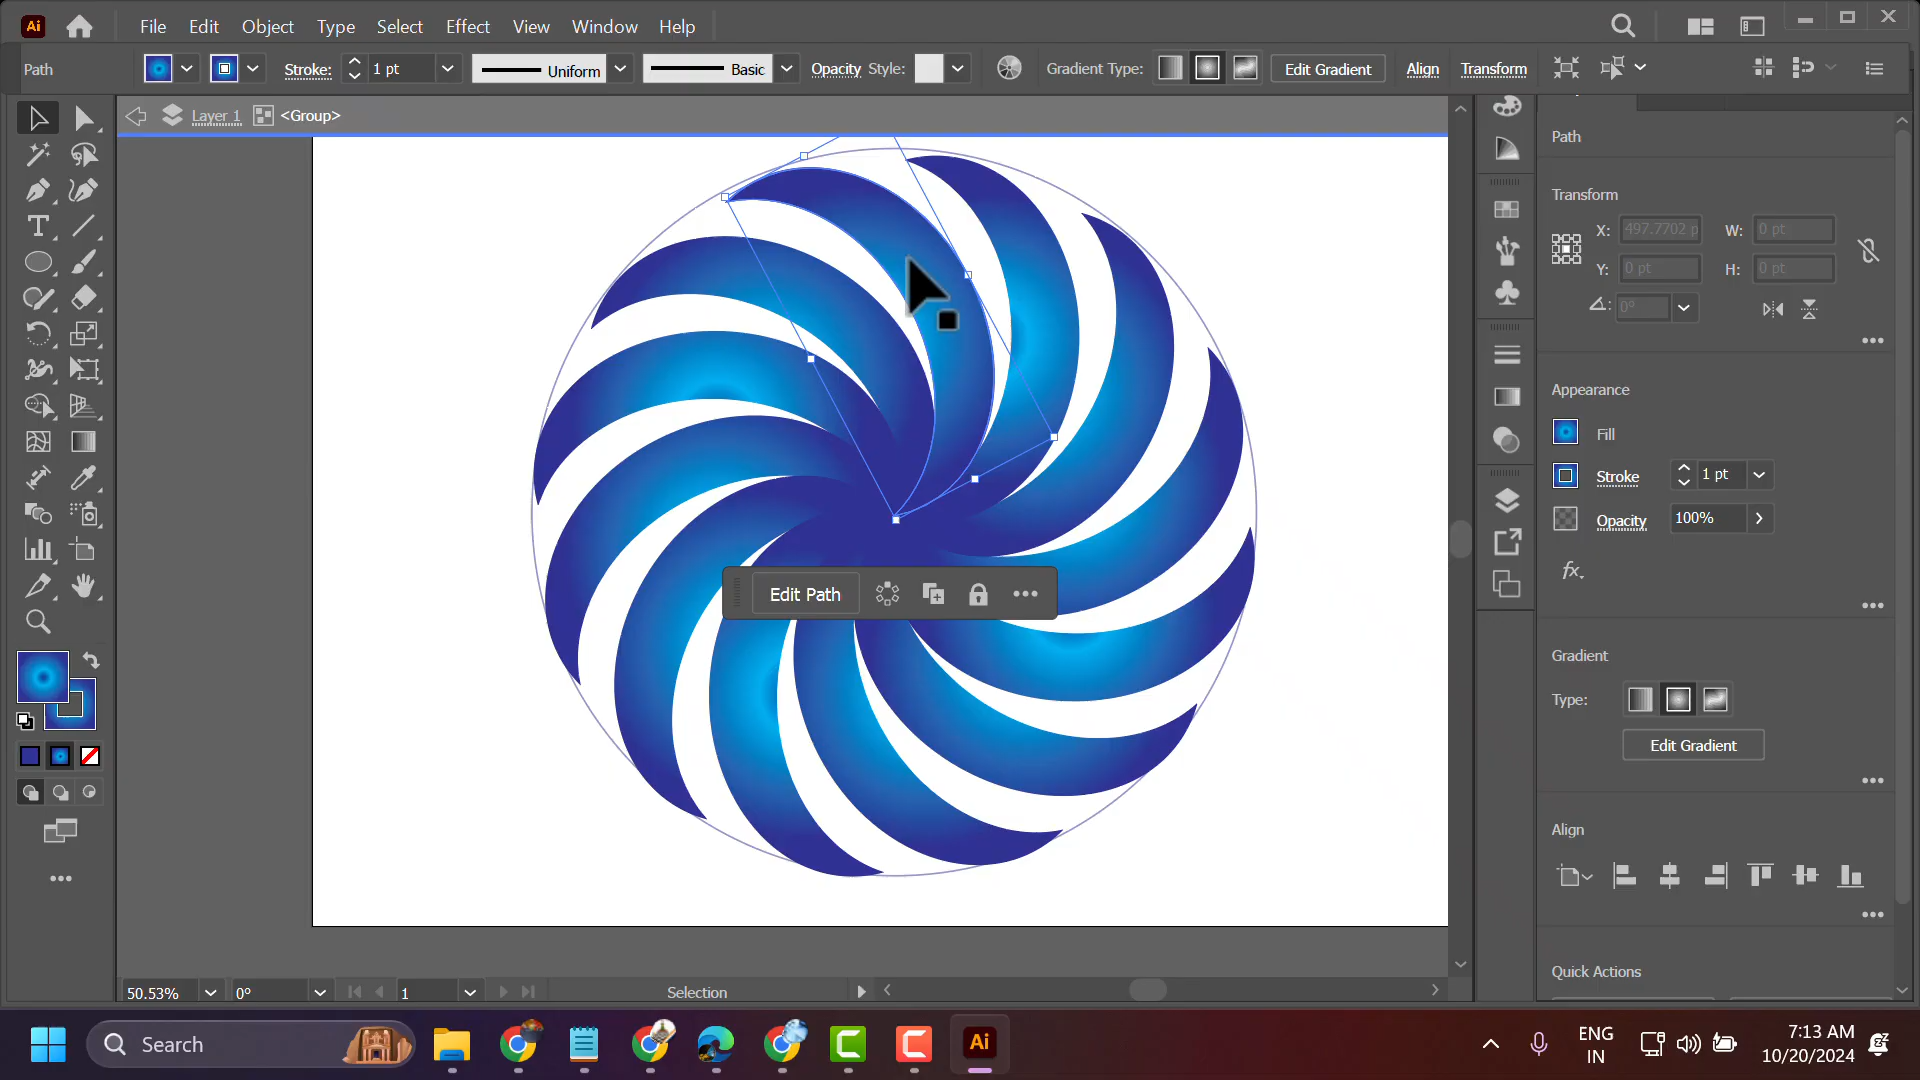 Ai File Edit Object Type Select Effect View Window Help
Path Stroke: 1 pt Uniform Basic Opacity Style: Gradient Type: Edit Gradient Align Transform
Layer 1 <Group>
Path
Transform
X: 497.7702 p W: 0 pt
Y: 0 pt H: 0 pt
0°
Appearance
Fill
Stroke 1 pt
Opacity 100%
fx.
Edit Path
Gradient
Type:
Edit Gradient
Align
Quick Actions
50.53% 0° 1 Selection
Search Ai ENG 7:13 AM
IN 10/20/2024